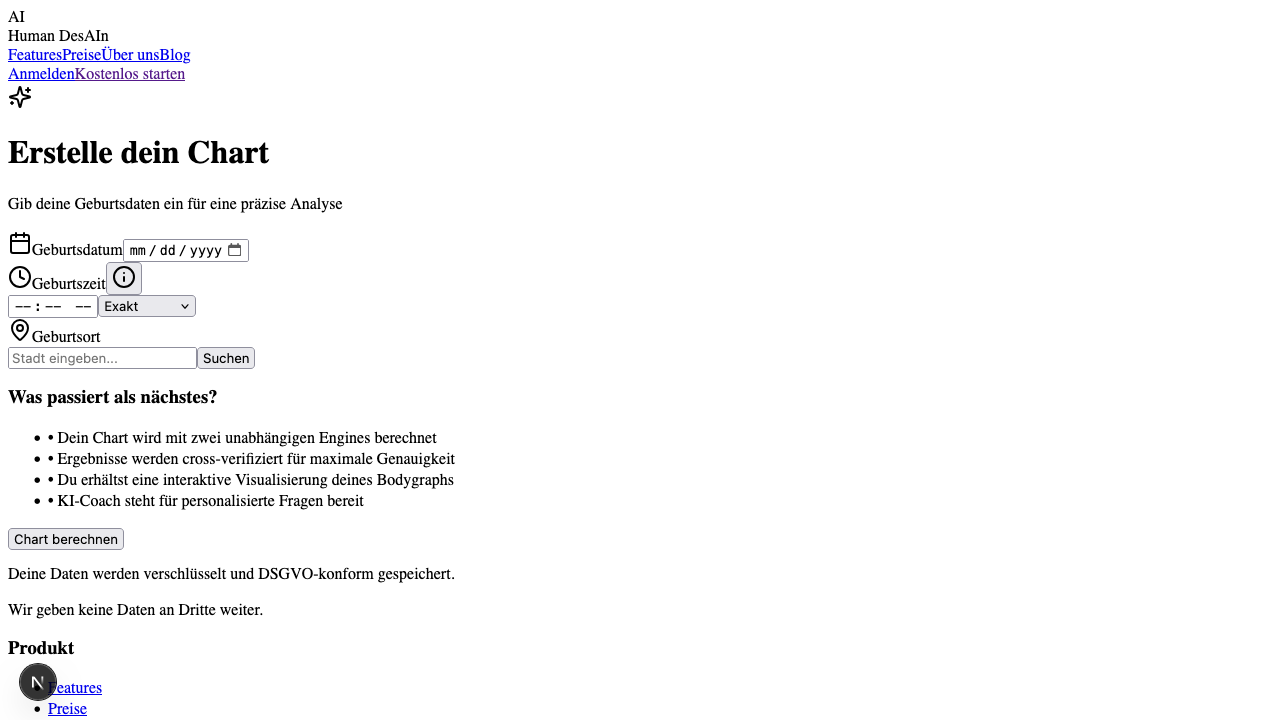 AI
Human DesAIn
FeaturesPreiseÜber unsBlog
AnmeldenKostenlos starten
Erstelle dein Chart
Gib deine Geburtsdaten ein für eine präzise Analyse
Geburtsdatum mm/dd/yyyy
Geburtszeit
--:-- -- Exakt
Geburtsort
Stadt eingeben... Suchen
Was passiert als nächstes?
• • Dein Chart wird mit zwei unabhängigen Engines berechnet
• • Ergebnisse werden cross-verifiziert für maximale Genauigkeit
• • Du erhältst eine interaktive Visualisierung deines Bodygraphs
• • KI-Coach steht für personalisierte Fragen bereit
Chart berechnen
Deine Daten werden verschlüsselt und DSGVO-konform gespeichert.
Wir geben keine Daten an Dritte weiter.
Produkt
N
• Features
• Preise